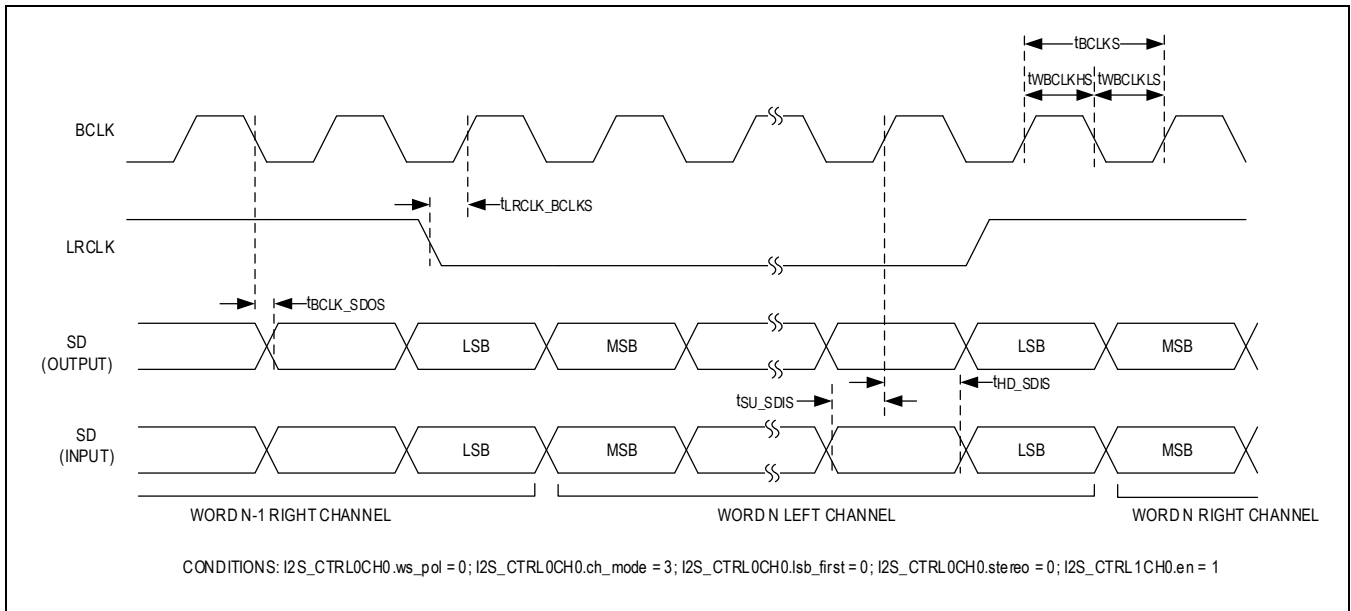 tBCLKS
tWBCLKHS tWBCLKLS
BCLK
tLRCLK_BCLKS
LRCLK
tBCLK_SDOS
SD
(OUTPUT)
LSB MSB LSB MSB
tHD_SDIS
tSU_SDIS
SD
(INPUT)
LSB MSB LSB MSB
WORD N-1 RIGHT CHANNEL WORD N LEFT CHANNEL WORD N RIGHT CHANNEL
CONDITIONS: I2S_CTRL0CH0.ws_pol = 0; I2S_CTRL0CH0.ch_mode = 3; I2S_CTRL0CH0.lsb_first = 0; I2S_CTRL0CH0.stereo = 0; I2S_CTRL1CH0.en = 1